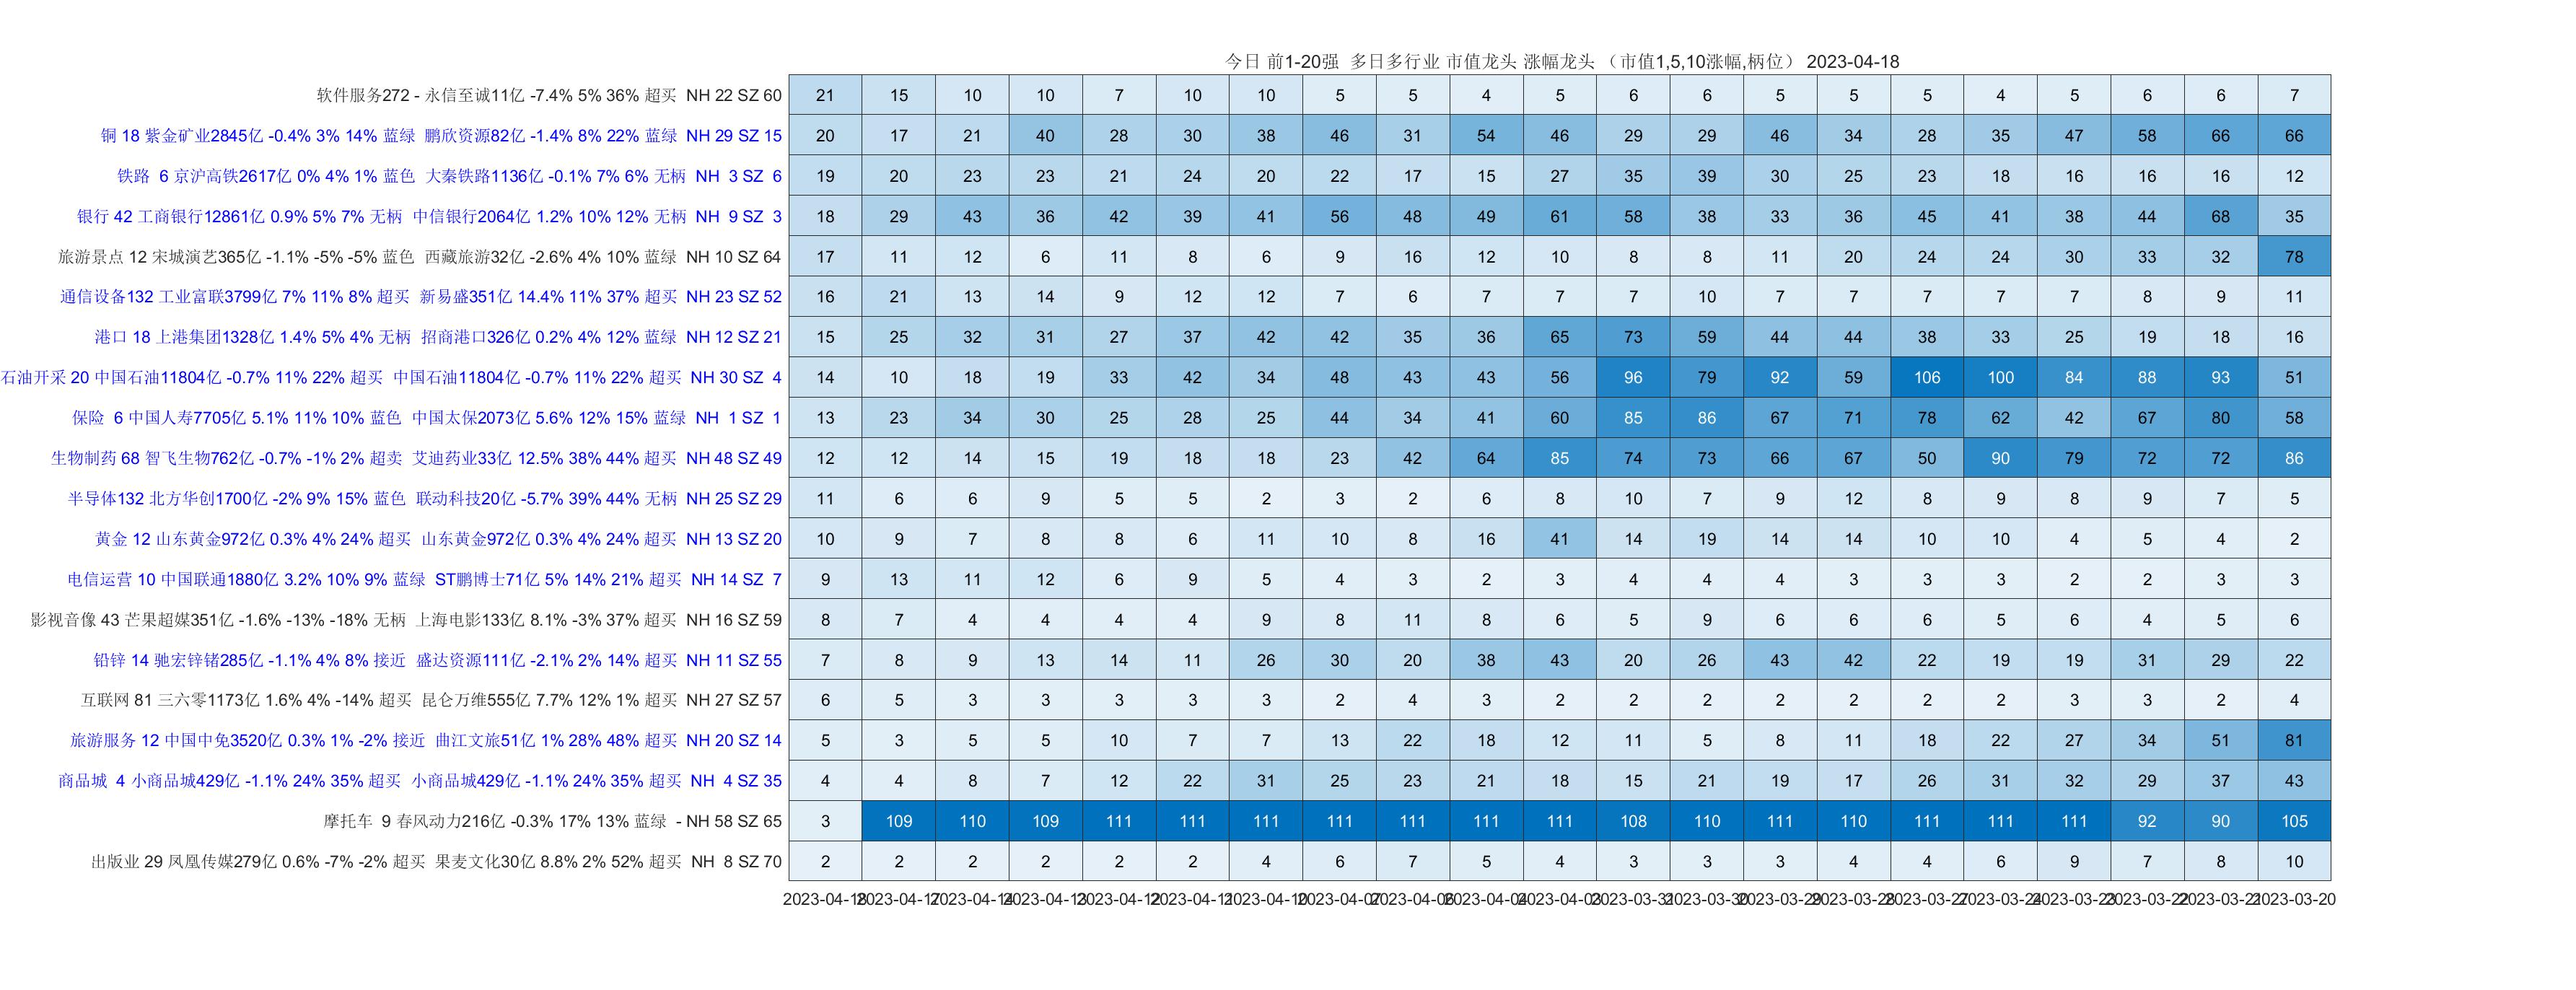 今日 前1-20强 多日多行业 市值龙头 涨幅龙头 （市值1,5,10涨幅,柄位） 2023-04-18
软件服务272 - 永信至诚11亿 -7.4% 5% 36% 超买 NH 22 SZ 60 21 15 10 10 7 10 10 5 5 4 5 6 6 5 5 5 4 5 6 6 7
铜 18 紫金矿业2845亿 -0.4% 3% 14% 蓝绿 鹏欣资源82亿 -1.4% 8% 22% 蓝绿 NH 29 SZ 15 20 17 21 40 28 30 38 46 31 54 46 29 29 46 34 28 35 47 58 66 66
铁路 6 京沪高铁2617亿 0% 4% 1% 蓝色 大秦铁路1136亿 -0.1% 7% 6% 无柄 NH 3 SZ 6 19 20 23 23 21 24 20 22 17 15 27 35 39 30 25 23 18 16 16 16 12
银行 42 工商银行12861亿 0.9% 5% 7% 无柄 中信银行2064亿 1.2% 10% 12% 无柄 NH 9 SZ 3 18 29 43 36 42 39 41 56 48 49 61 58 38 33 36 45 41 38 44 68 35
旅游景点 12 宋城演艺365亿 -1.1% -5% -5% 蓝色 西藏旅游32亿 -2.6% 4% 10% 蓝绿 NH 10 SZ 64 17 11 12 6 11 8 6 9 16 12 10 8 8 11 20 24 24 30 33 32 78
通信设备132 工业富联3799亿 7% 11% 8% 超买 新易盛351亿 14.4% 11% 37% 超买 NH 23 SZ 52 16 21 13 14 9 12 12 7 6 7 7 7 10 7 7 7 7 7 8 9 11
港口 18 上港集团1328亿 1.4% 5% 4% 无柄 招商港口326亿 0.2% 4% 12% 蓝绿 NH 12 SZ 21 15 25 32 31 27 37 42 42 35 36 65 73 59 44 44 38 33 25 19 18 16
石油开采 20 中国石油11804亿 -0.7% 11% 22% 超买 中国石油11804亿 -0.7% 11% 22% 超买 NH 30 SZ 4 14 10 18 19 33 42 34 48 43 43 56 96 79 92 59 106 100 84 88 93 51
保险 6 中国人寿7705亿 5.1% 11% 10% 蓝色 中国太保2073亿 5.6% 12% 15% 蓝绿 NH 1 SZ 1 13 23 34 30 25 28 25 44 34 41 60 85 86 67 71 78 62 42 67 80 58
生物制药 68 智飞生物762亿 -0.7% -1% 2% 超卖 艾迪药业33亿 12.5% 38% 44% 超买 NH 48 SZ 49 12 12 14 15 19 18 18 23 42 64 85 74 73 66 67 50 90 79 72 72 86
半导体132 北方华创1700亿 -2% 9% 15% 蓝色 联动科技20亿 -5.7% 39% 44% 无柄 NH 25 SZ 29 11 6 6 9 5 5 2 3 2 6 8 10 7 9 12 8 9 8 9 7 5
黄金 12 山东黄金972亿 0.3% 4% 24% 超买 山东黄金972亿 0.3% 4% 24% 超买 NH 13 SZ 20 10 9 7 8 8 6 11 10 8 16 41 14 19 14 14 10 10 4 5 4 2
电信运营 10 中国联通1880亿 3.2% 10% 9% 蓝绿 ST鹏博士71亿 5% 14% 21% 超买 NH 14 SZ 7 9 13 11 12 6 9 5 4 3 2 3 4 4 4 3 3 3 2 2 3 3
影视音像 43 芒果超媒351亿 -1.6% -13% -18% 无柄 上海电影133亿 8.1% -3% 37% 超买 NH 16 SZ 59 8 7 4 4 4 4 9 8 11 8 6 5 9 6 6 6 5 6 4 5 6
铅锌 14 驰宏锌锗285亿 -1.1% 4% 8% 接近 盛达资源111亿 -2.1% 2% 14% 超买 NH 11 SZ 55 7 8 9 13 14 11 26 30 20 38 43 20 26 43 42 22 19 19 31 29 22
互联网 81 三六零1173亿 1.6% 4% -14% 超买 昆仑万维555亿 7.7% 12% 1% 超买 NH 27 SZ 57 6 5 3 3 3 3 3 2 4 3 2 2 2 2 2 2 2 3 3 2 4
旅游服务 12 中国中免3520亿 0.3% 1% -2% 接近 曲江文旅51亿 1% 28% 48% 超买 NH 20 SZ 14 5 3 5 5 10 7 7 13 22 18 12 11 5 8 11 18 22 27 34 51 81
商品城 4 小商品城429亿 -1.1% 24% 35% 超买 小商品城429亿 -1.1% 24% 35% 超买 NH 4 SZ 35 4 4 8 7 12 22 31 25 23 21 18 15 21 19 17 26 31 32 29 37 43
摩托车 9 春风动力216亿 -0.3% 17% 13% 蓝绿 - NH 58 SZ 65 3 109 110 109 111 111 111 111 111 111 111 108 110 111 110 111 111 111 92 90 105
出版业 29 凤凰传媒279亿 0.6% -7% -2% 超买 果麦文化30亿 8.8% 2% 52% 超买 NH 8 SZ 70 2 2 2 2 2 2 4 6 7 5 4 3 3 3 4 4 6 9 7 8 10
2023-04-18 2023-04-17 2023-04-14 2023-04-13 2023-04-12 2023-04-11 2023-04-10 2023-04-07 2023-04-06 2023-04-04 2023-04-03 2023-03-31 2023-03-30 2023-03-29 2023-03-28 2023-03-27 2023-03-24 2023-03-23 2023-03-22 2023-03-21 2023-03-20